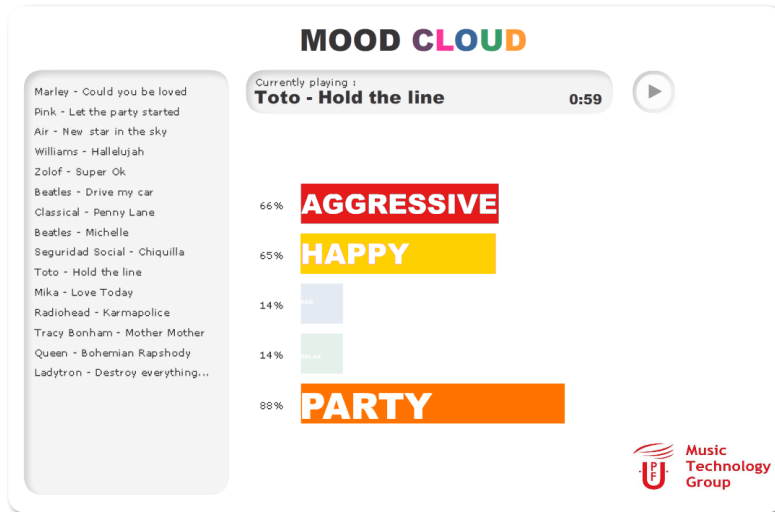 MOOD CLOUD
Marley - Could you be loved
Pink - Let the party started
Air - New star in the sky
Williams - Hallelujah
Zolof - Super Ok
Beatles - Drive my car
Classical - Penny Lane
Beatles - Michelle
Seguridad Social - Chiquilla
Toto - Hold the line
Mika - Love Today
Radiohead - Karmapolice
Tracy Bonham - Mother Mother
Queen - Bohemian Rapshody
Ladytron - Destroy everything...
Currently playing :
Toto - Hold the line 0:59
66% AGGRESSIVE
65% HAPPY
14% SAD
14% RELAX
88% PARTY
UPF
Music
Technology
Group